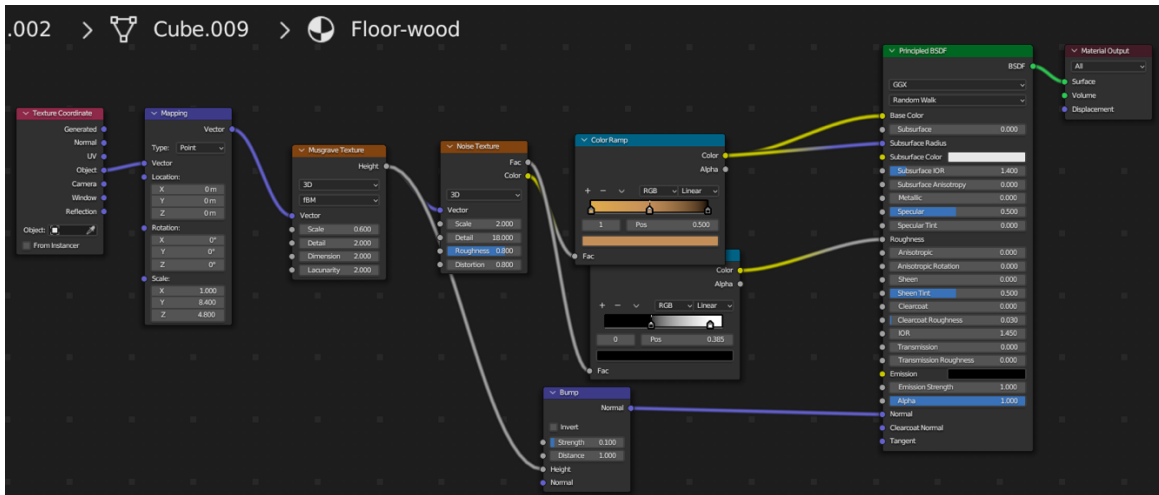 .002 > Cube.009 > Floor-wood
Texture Coordinate
Generated
Normal
UV
Object
Camera
Window
Reflection
Object:
From Instancer
Mapping
Vector
Type: Point
Vector
Location:
X 0 m
Y 0 m
Z 0 m
Rotation:
X 0°
Y 0°
Z 0°
Scale:
X 1.000
Y 8.400
Z 4.800
Musgrave Texture
Height
3D
fBM
Vector
Scale 0.600
Detail 2.000
Dimension 2.000
Lacunarity 2.000
Noise Texture
Fac
Color
3D
Vector
Scale 2.000
Detail 18.000
Roughness 0.800
Distortion 0.800
Color Ramp
Color
Alpha
+ − RGB Linear
1 Pos 0.500
Fac
Color
Alpha
+ − RGB Linear
0 Pos 0.385
Fac
Bump
Normal
Invert
Strength 0.100
Distance 1.000
Height
Normal
Principled BSDF
BSDF
GGX
Random Walk
Base Color
Subsurface 0.000
Subsurface Radius
Subsurface Color
Subsurface IOR 1.400
Subsurface Anisotropy 0.000
Metallic 0.000
Specular 0.500
Specular Tint 0.000
Roughness
Anisotropic 0.000
Anisotropic Rotation 0.000
Sheen 0.000
Sheen Tint 0.500
Clearcoat 0.000
Clearcoat Roughness 0.030
IOR 1.450
Transmission 0.000
Transmission Roughness 0.000
Emission
Emission Strength 1.000
Alpha 1.000
Normal
Clearcoat Normal
Tangent
Material Output
All
Surface
Volume
Displacement